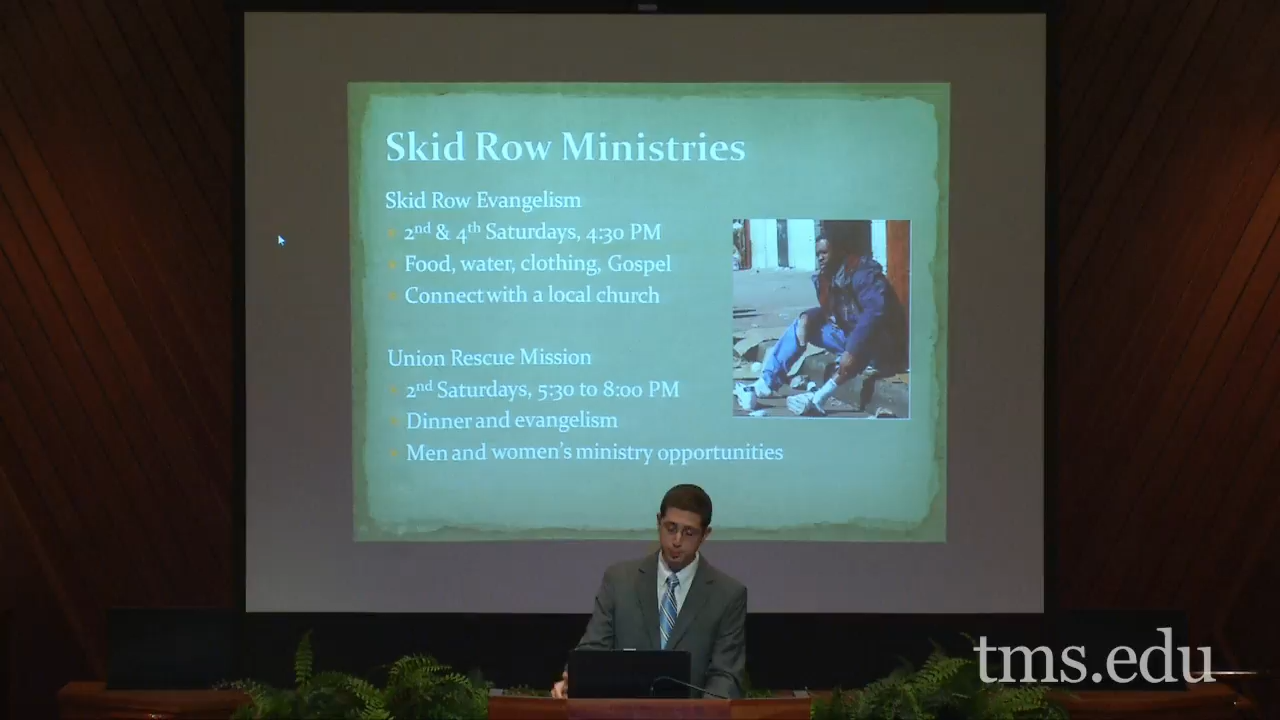 Skid Row Ministries
Skid Row Evangelism
2nd & 4th Saturdays, 4:30 PM
Food, water, clothing, Gospel
Connect with a local church
Union Rescue Mission
2nd Saturdays, 5:30 to 8:00 PM
Dinner and evangelism
Men and women's ministry opportunities
tms.edu